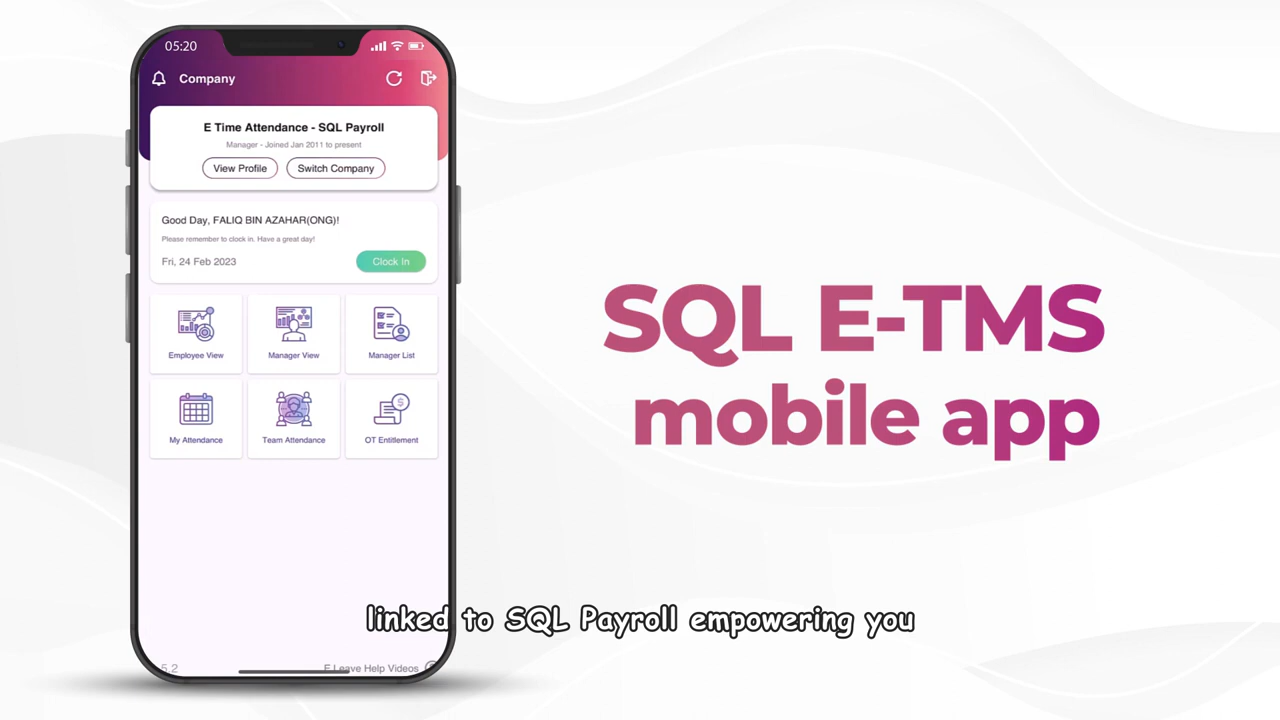 05:20
Company
E Time Attendance - SQL Payroll
Manager - Joined Jan 2011 to present
View Profile
Switch Company
Good Day, FALIQ BIN AZAHAR(ONG)!
Please remember to clock in. Have a great day!
Fri, 24 Feb 2023
Clock In
Employee View
Manager View
Manager List
My Attendance
Team Attendance
OT Entitlement
5.2
E Leave Help Videos
SQL E-TMS
mobile app
linked to SQL Payroll empowering you